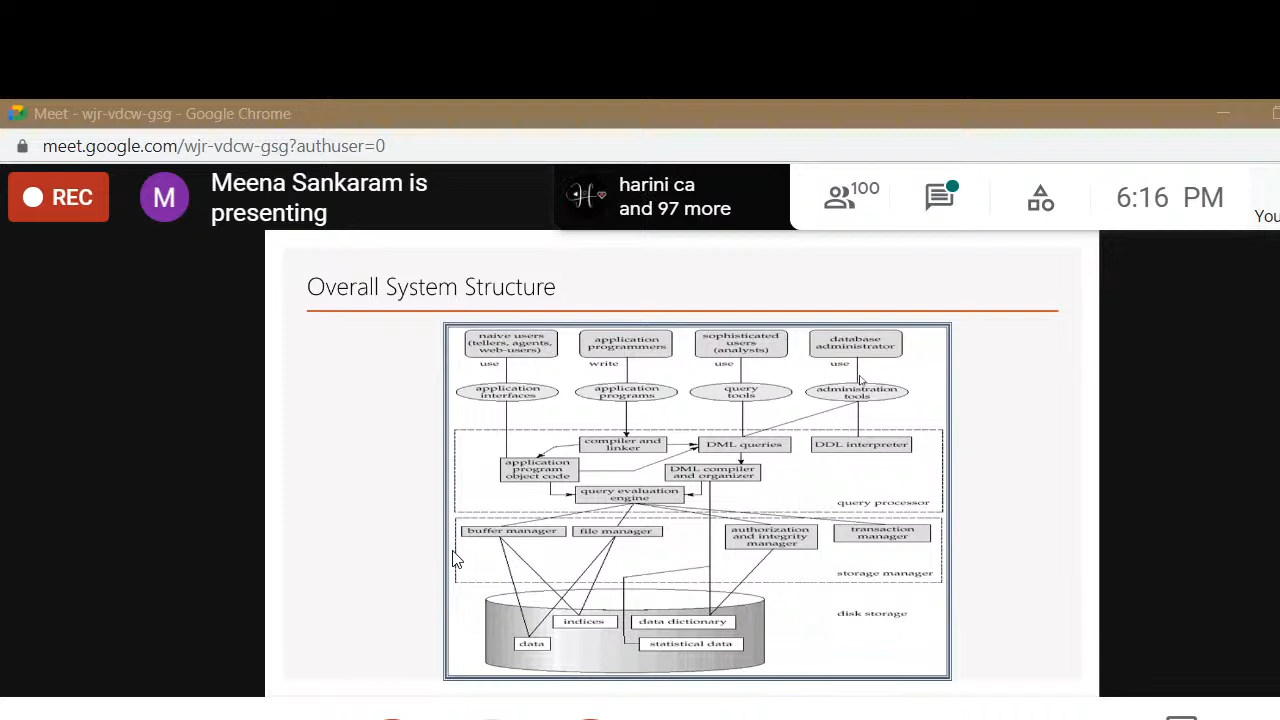 Meet - wjr-vdcw-gsg - Google Chrome
meet.google.com/wjr-vdcw-gsg?authuser=0
REC
M
Meena Sankaram is
presenting
harini ca
and 97 more
100
6:16 PM
You
Overall System Structure
naive users
(tellers, agents,
web-users)
application
programmers
sophisticated
users
(analysts)
database
administrator
use
write
use
use
application
interfaces
application
programs
query
tools
administration
tools
compiler and
linker
DML queries
DDL interpreter
application
program
object code
DML compiler
and organizer
query evaluation
engine
query processor
buffer manager
file manager
authorization
and integrity
manager
transaction
manager
storage manager
disk storage
indices
data dictionary
data
statistical data